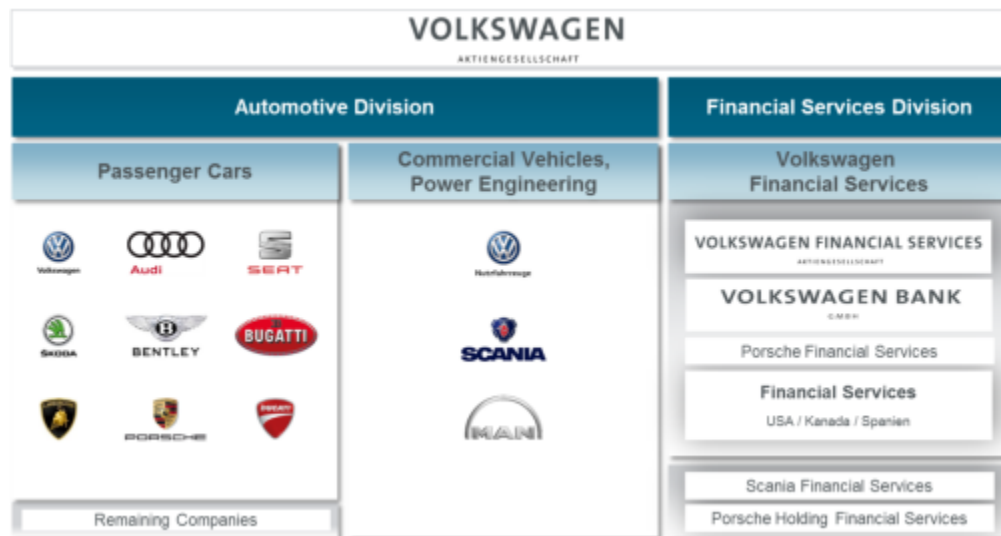 VOLKSWAGEN
AKTIENGESELLSCHAFT
Automotive Division
Financial Services Division
Passenger Cars
Commercial Vehicles,
Power Engineering
Volkswagen
Financial Services
Volkswagen
Audi
SEAT
Nutzfahrzeuge
VOLKSWAGEN FINANCIAL SERVICES
AKTIENGESELLSCHAFT
ŠKODA
BENTLEY
BUGATTI
SCANIA
VOLKSWAGEN BANK
GMBH
Porsche Financial Services
PORSCHE
DUCATI
MAN
Financial Services
USA / Kanada / Spanien
Scania Financial Services
Remaining Companies
Porsche Holding Financial Services